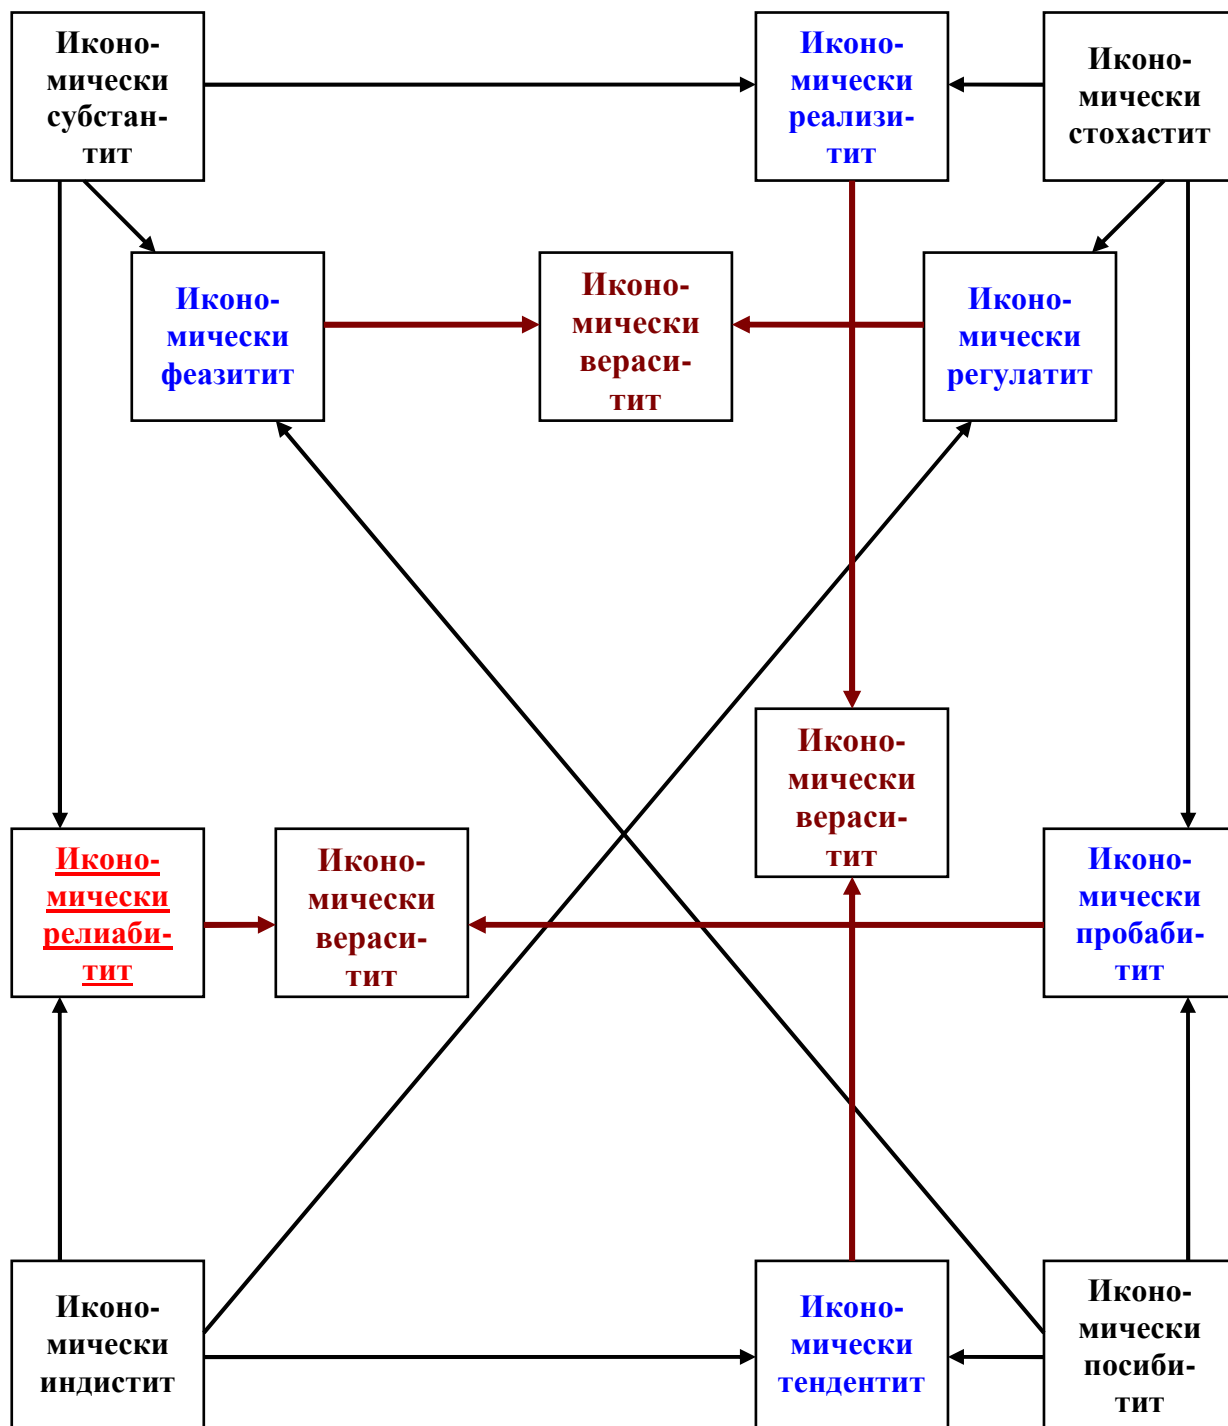 Иконо-
мически
субстан-
тит
Иконо-
мически
реализи-
тит
Иконо-
мически
стохастит
Иконо-
мически
феазитит
Иконо-
мически
вераси-
тит
Иконо-
мически
регулатит
Иконо-
мически
вераси-
тит
Иконо-
мически
релиаби-
тит
Иконо-
мически
вераси-
тит
Иконо-
мически
пробаби-
тит
Иконо-
мически
индистит
Иконо-
мически
тендентит
Иконо-
мически
посиби-
тит